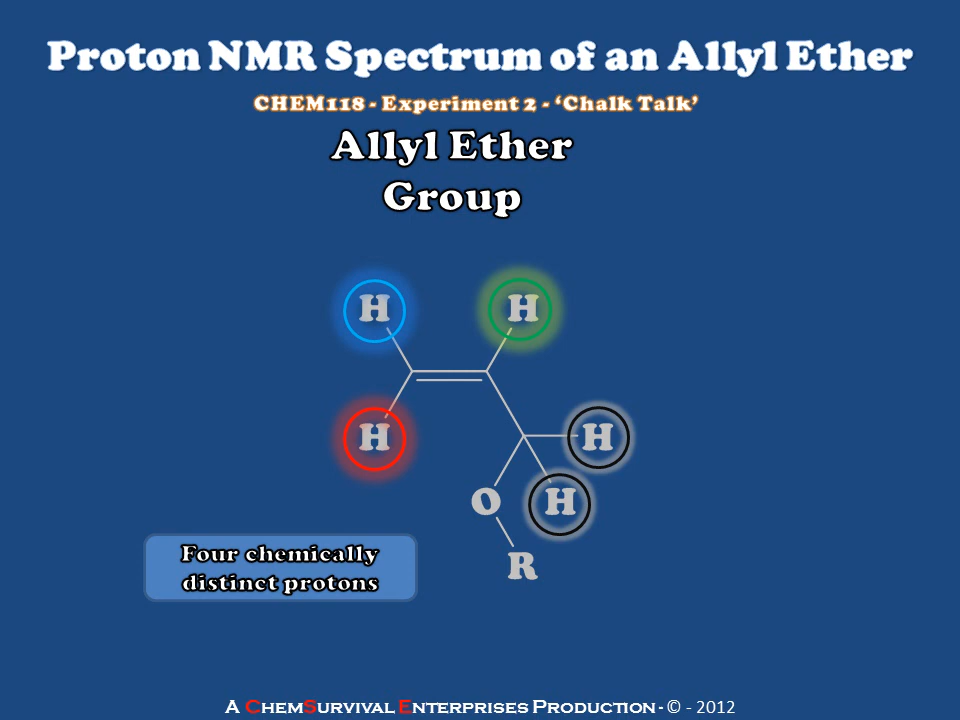 Proton NMR Spectrum of an Allyl Ether
CHEM118 - Experiment 2 - ‘Chalk Talk’
Allyl Ether
Group
H H
H H
O H
R
Four chemically
distinct protons
A ChemSurvival Enterprises Production - © - 2012